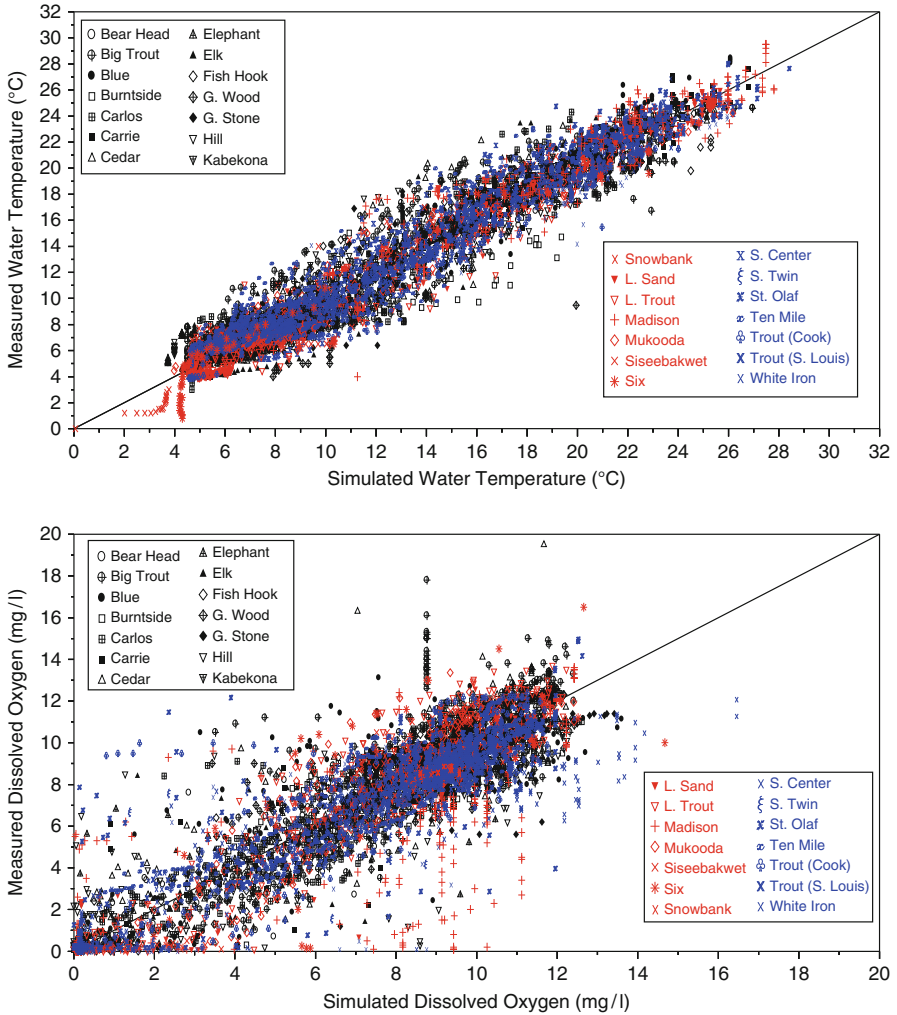 Measured Water Temperature (°C)
32
30
28
26
24
22
20
18
16
14
12
10
8
6
4
2
0
Bear Head
Big Trout
Blue
Burntside
Carlos
Carrie
Cedar
Elephant
Elk
Fish Hook
G. Wood
G. Stone
Hill
Kabekona
Snowbank
L. Sand
L. Trout
Madison
Mukooda
Siseebakwet
Six
S. Center
S. Twin
St. Olaf
Ten Mile
Trout (Cook)
Trout (S. Louis)
White Iron
0 2 4 6 8 10 12 14 16 18 20 22 24 26 28 30 32
Simulated Water Temperature (°C)
Measured Dissolved Oxygen (mg/l)
20
18
16
14
12
10
8
6
4
2
0
Bear Head
Big Trout
Blue
Burntside
Carlos
Carrie
Cedar
Elephant
Elk
Fish Hook
G. Wood
G. Stone
Hill
Kabekona
L. Sand
L. Trout
Madison
Mukooda
Siseebakwet
Six
Snowbank
S. Center
S. Twin
St. Olaf
Ten Mile
Trout (Cook)
Trout (S. Louis)
White Iron
0 2 4 6 8 10 12 14 16 18 20
Simulated Dissolved Oxygen (mg/l)